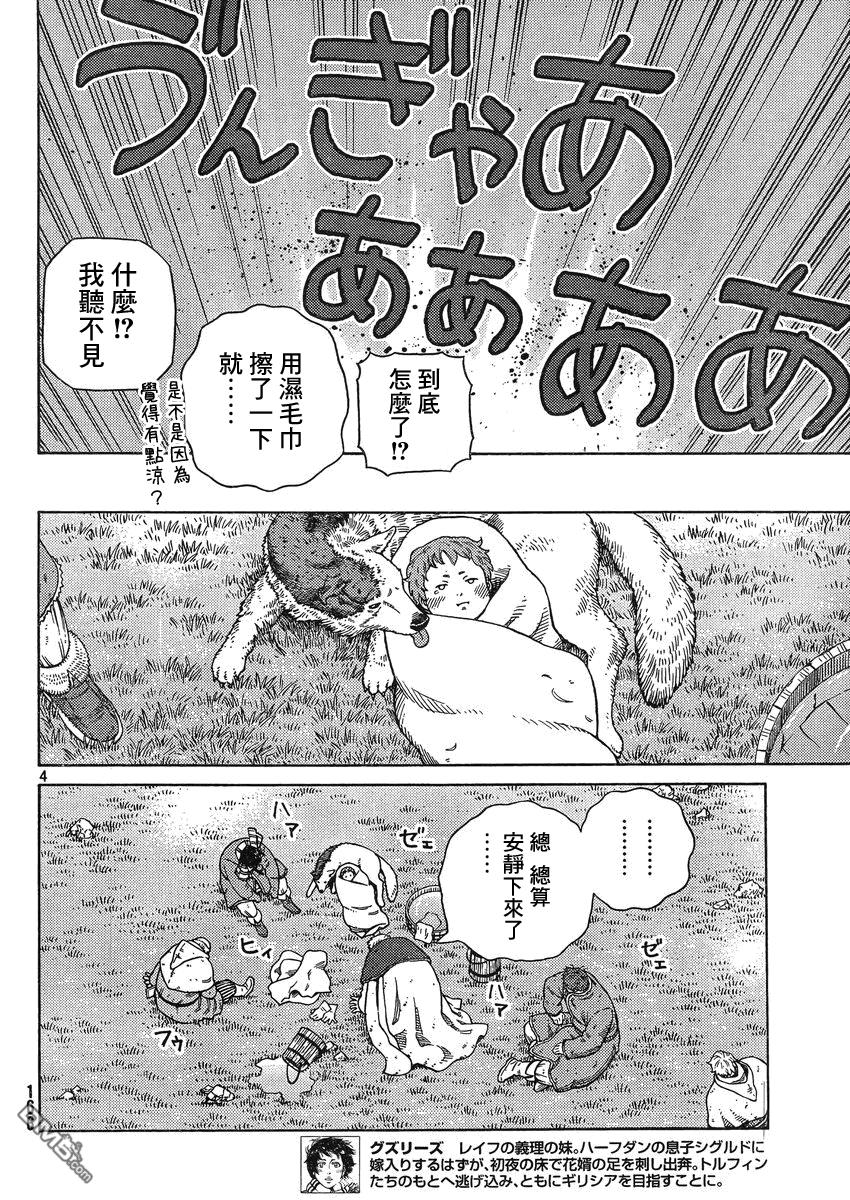 うんぎゃああ
あああああ
到底
怎麼了!?
用濕毛巾
擦了一下
就……
是不是因為
覺得有點涼？
什麼!?
我聽不見
4
……
總 總算
安靜下來了
……
ハァ
ゼェ
ゼェ
ヒィ
ハァ
フゥ
グズリーズ　レイフの義理の妹。ハーフダンの息子シグルドに
嫁入りするはずが、初夜の床で花婿の足を刺し出奔。トルフィン
たちのもとへ逃げ込み、ともにギリシアを目指すことに。